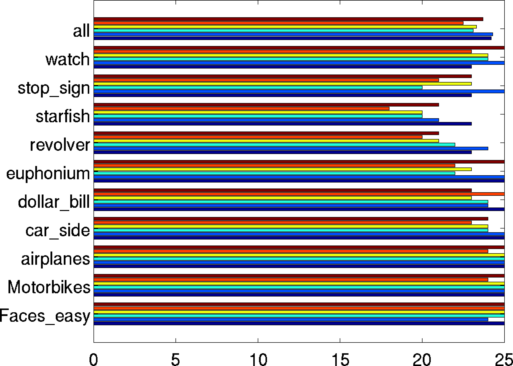 all
watch
stop_sign
starfish
revolver
euphonium
dollar_bill
car_side
airplanes
Motorbikes
Faces_easy
0 5 10 15 20 25